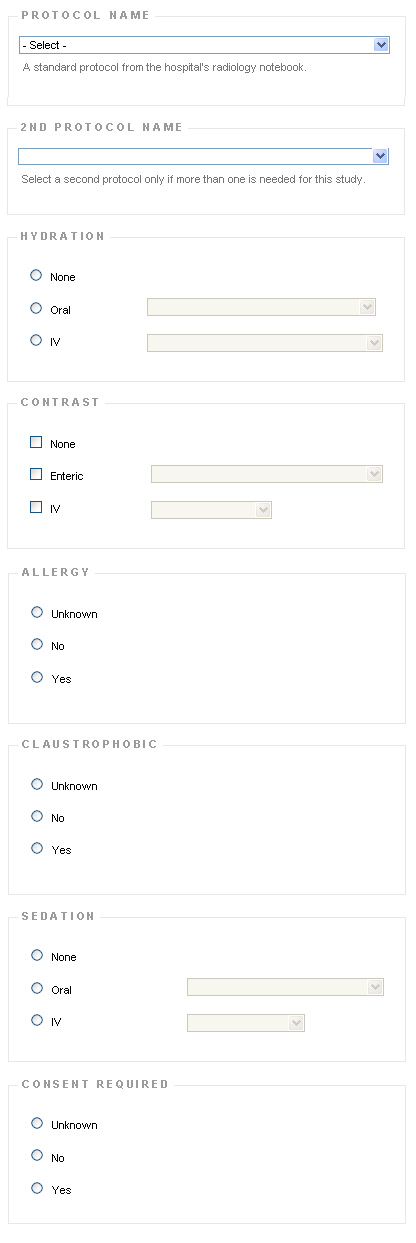 PROTOCOL NAME
- Select -
A standard protocol from the hospital's radiology notebook.
2ND PROTOCOL NAME
Select a second protocol only if more than one is needed for this study.
HYDRATION
None
Oral
IV
CONTRAST
None
Enteric
IV
ALLERGY
Unknown
No
Yes
CLAUSTROPHOBIC
Unknown
No
Yes
SEDATION
None
Oral
IV
CONSENT REQUIRED
Unknown
No
Yes